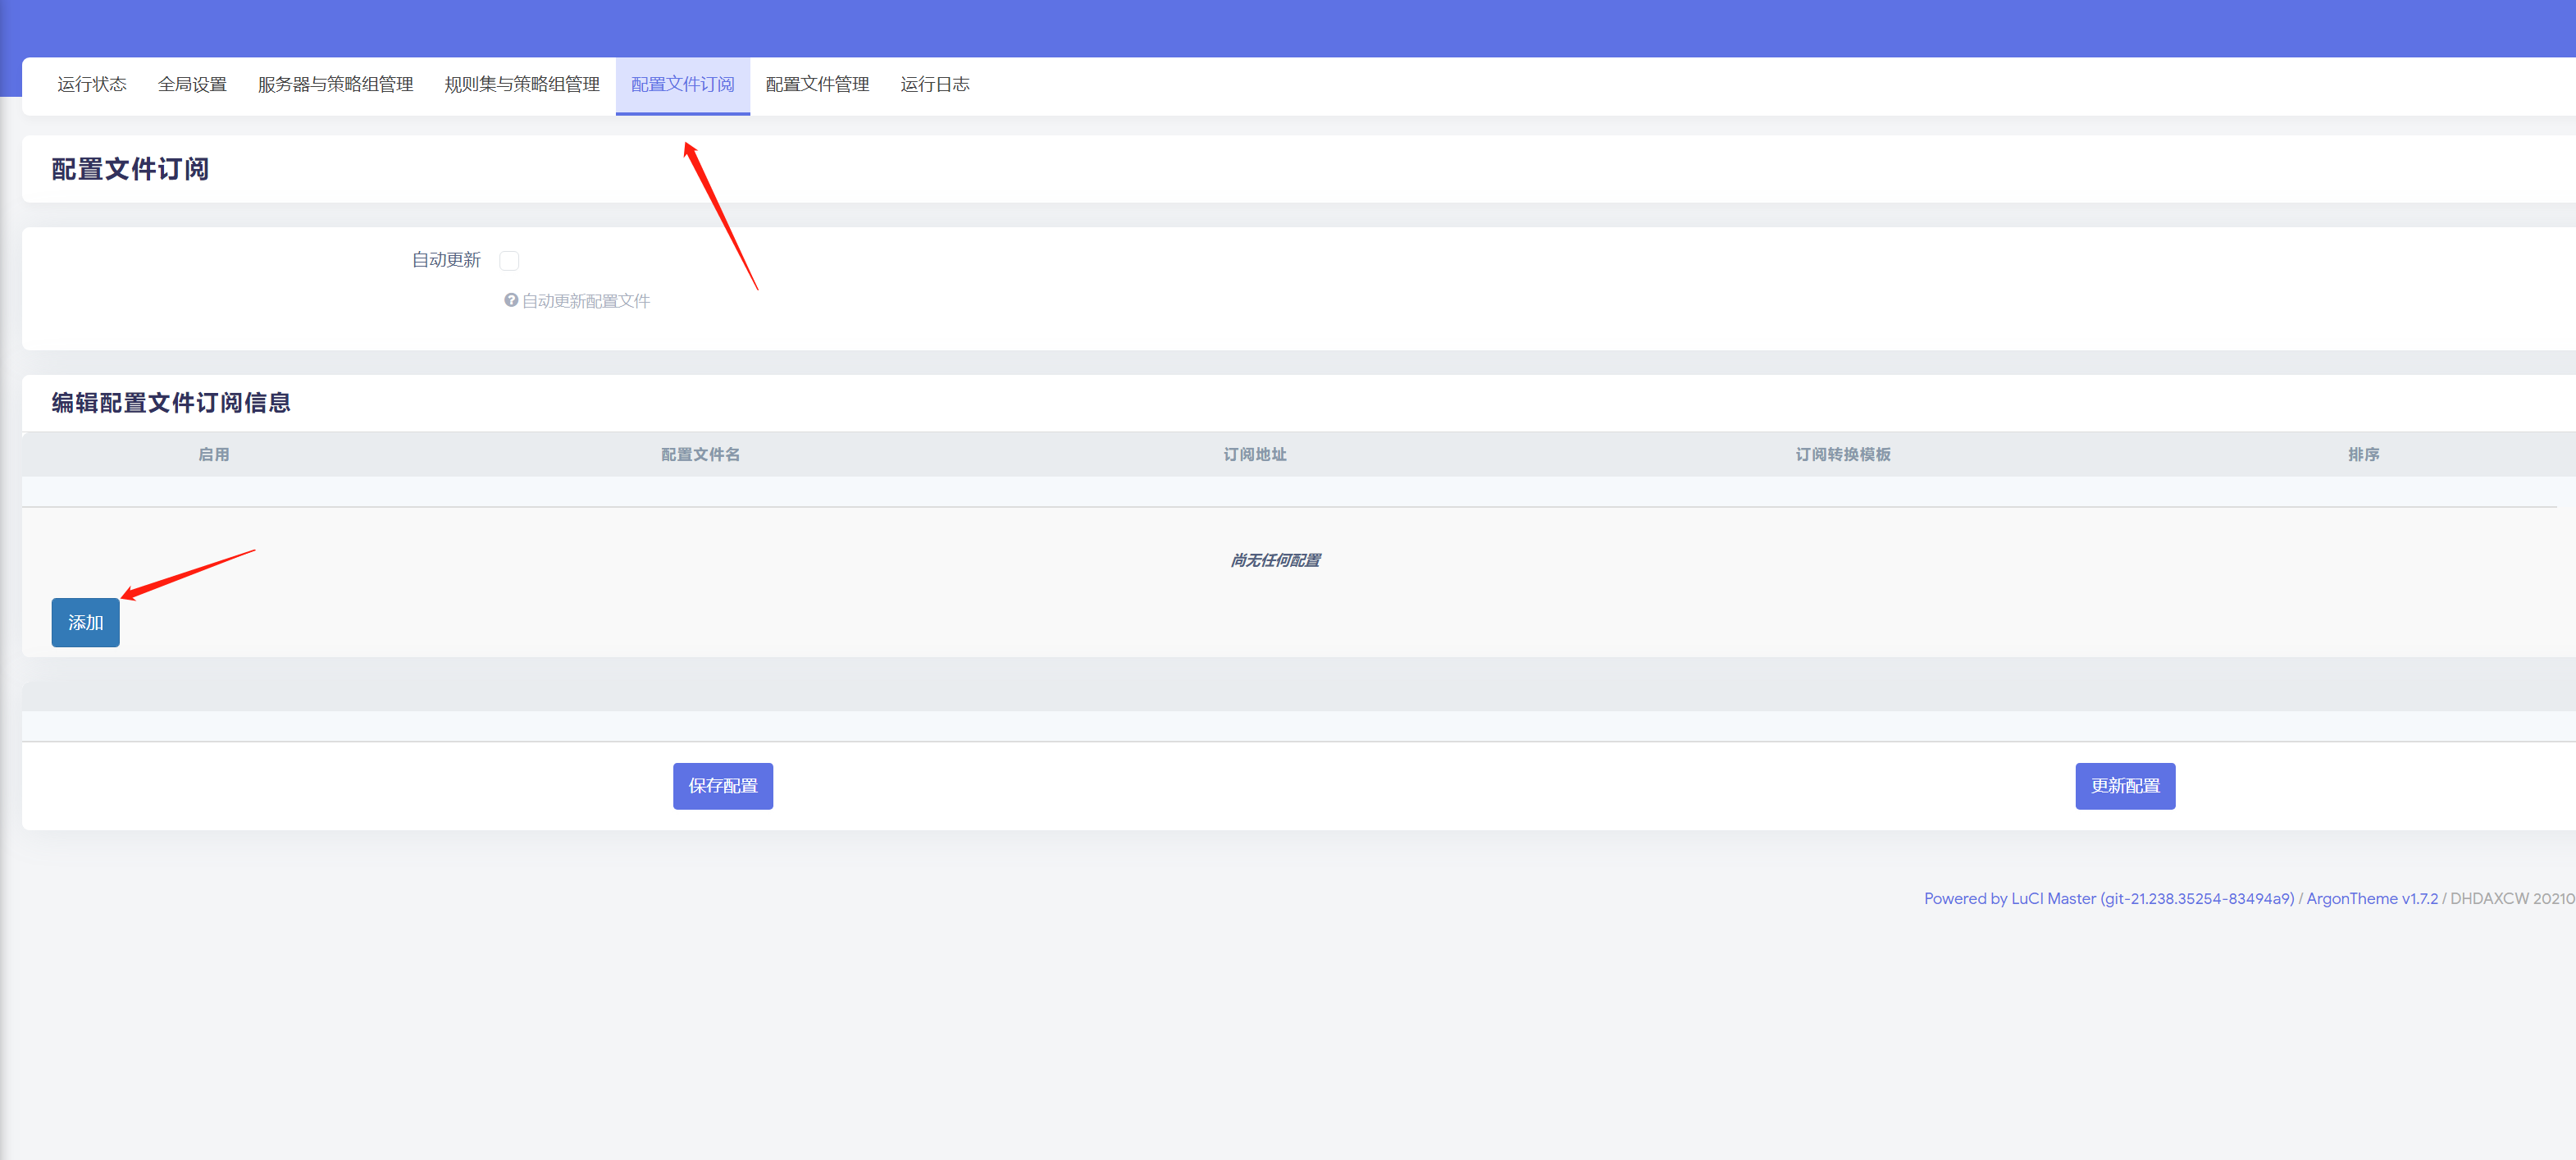 运行状态 全局设置 服务器与策略组管理 规则集与策略组管理 配置文件订阅 配置文件管理 运行日志
配置文件订阅
自动更新
自动更新配置文件
编辑配置文件订阅信息
启用 配置文件名 订阅地址 订阅转换模板 排序
尚无任何配置
添加
保存配置 更新配置
Powered by LuCI Master (git-21.238.35254-83494a9) / ArgonTheme v1.7.2 / DHDAXCW 20210